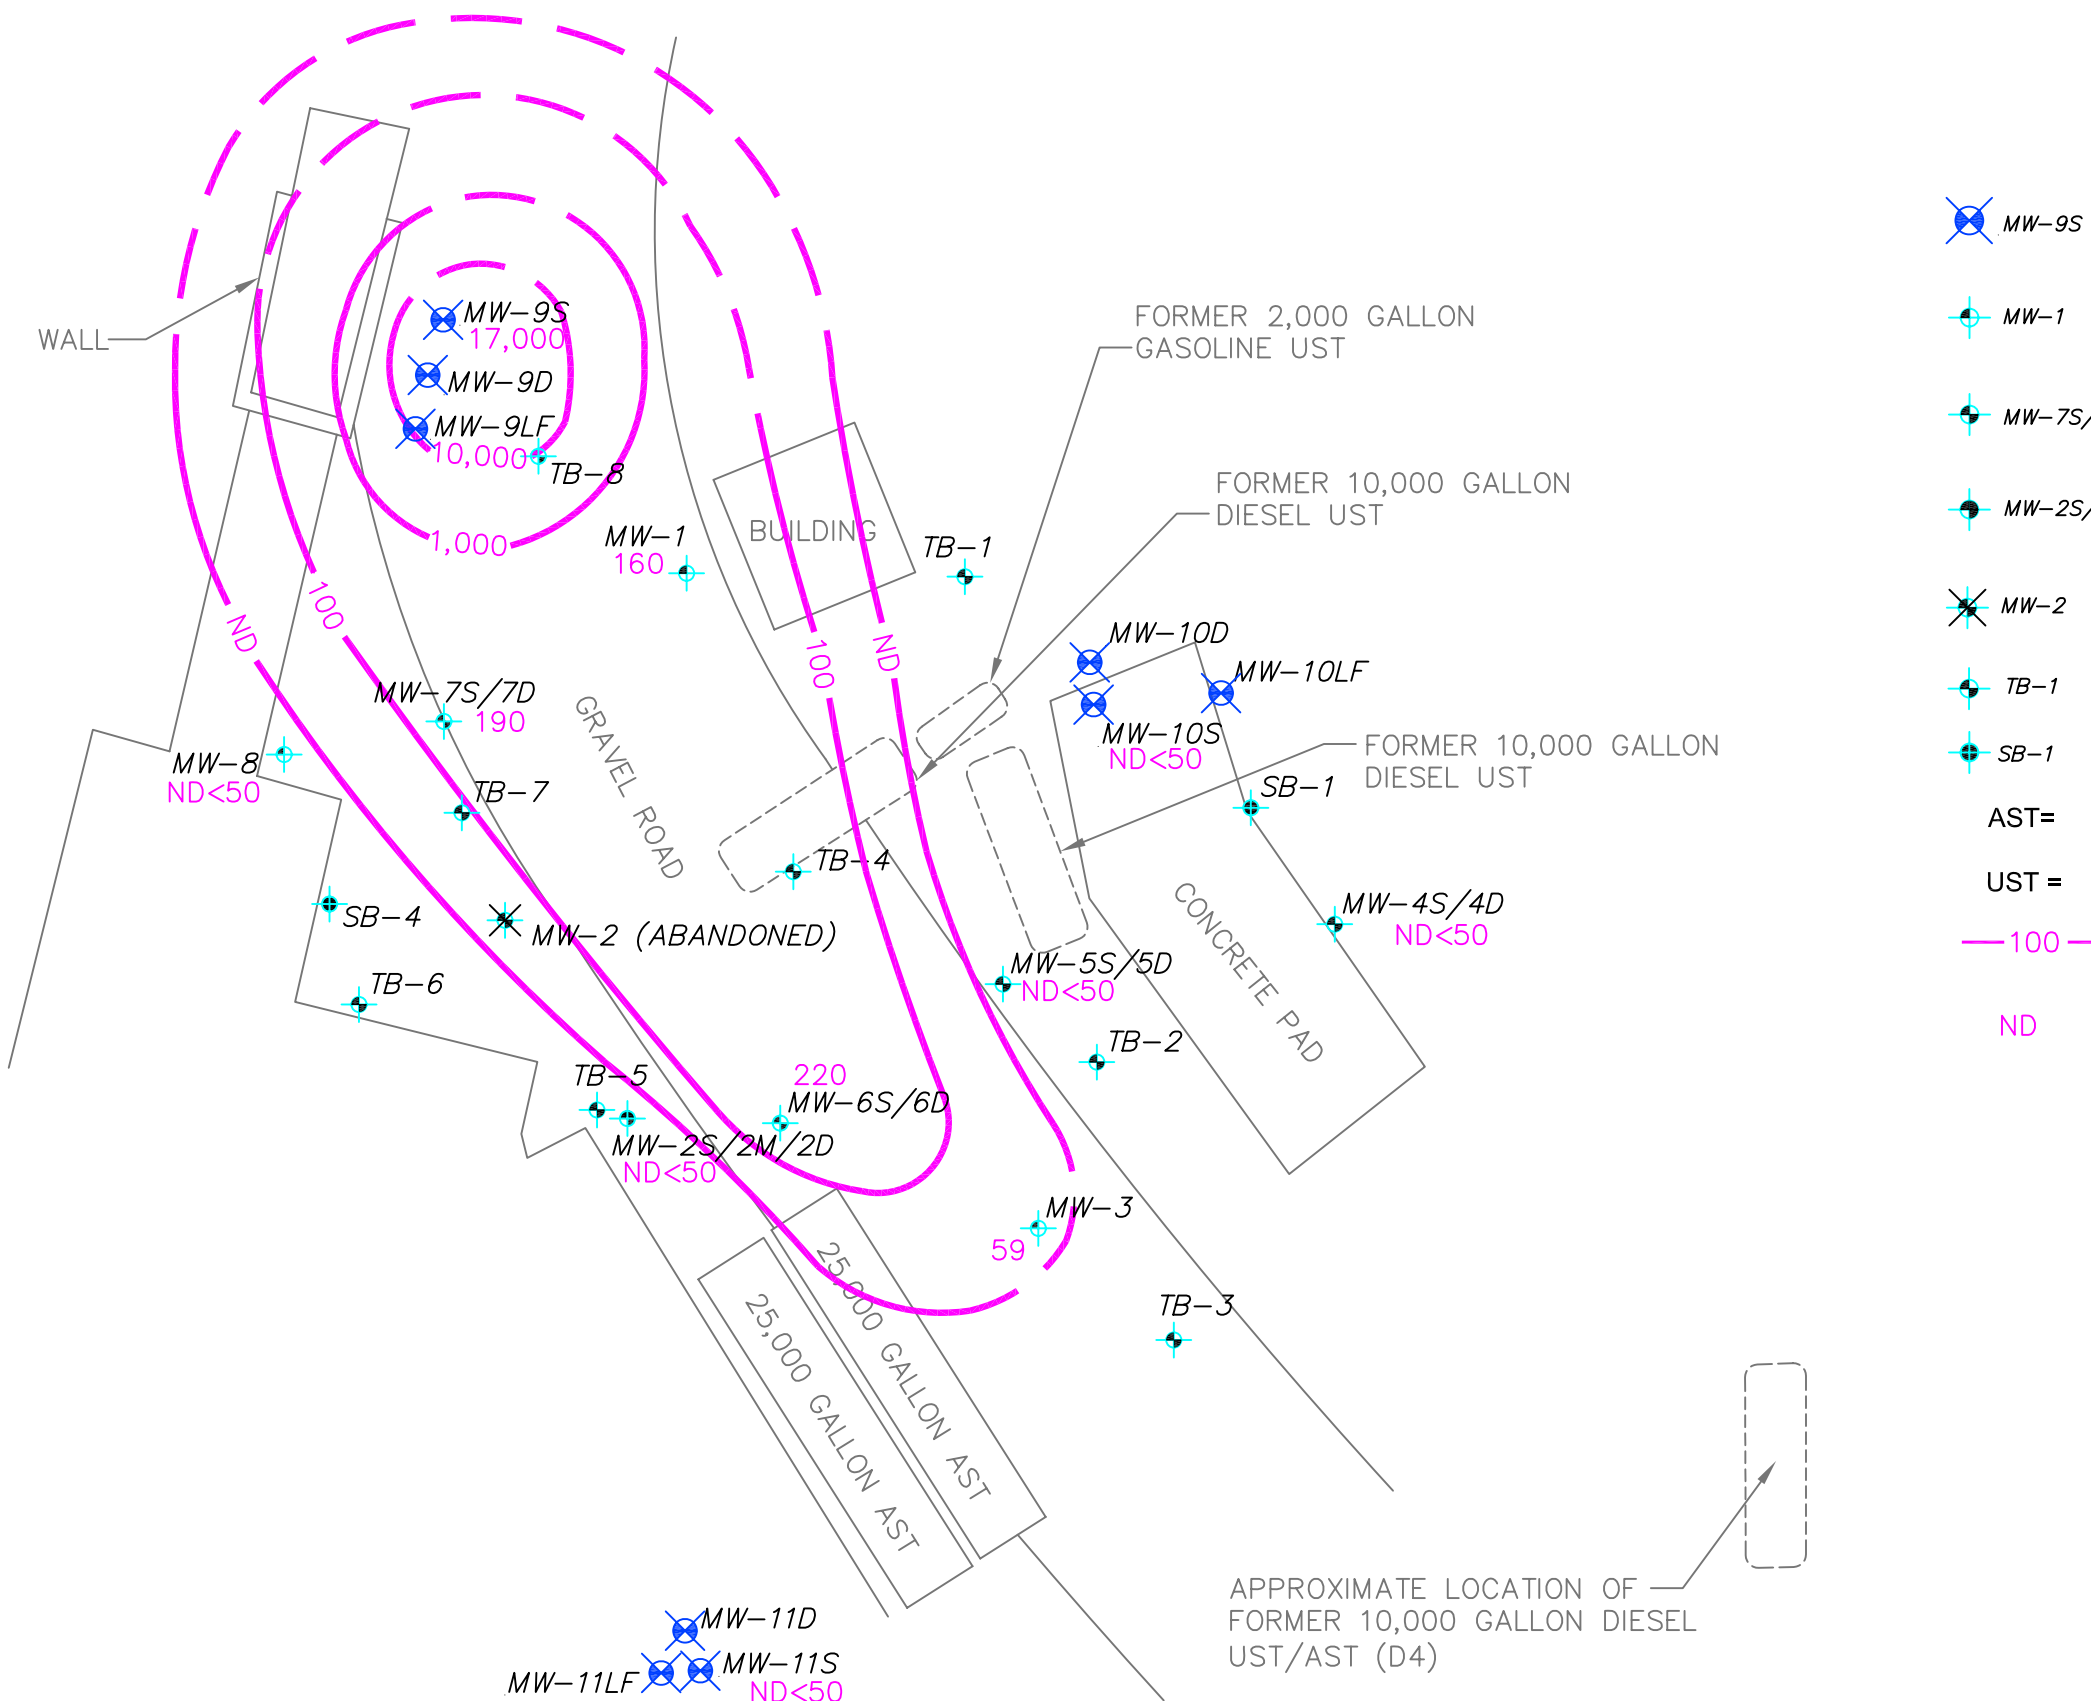 MW-9S
MW-9S
17,000
WALL
FORMER 2,000 GALLON
GASOLINE UST
MW-1
MW-9D
MW-7S/
MW-9LF
10,000
TB-8
FORMER 10,000 GALLON
DIESEL UST
MW-2S/
BUILDING
1,000
MW-1
160
TB-1
100
ND
MW-2
MW-10D
100
ND
MW-10LF
MW-7S/7D
190
TB-1
GRAVEL ROAD
MW-10S
ND<50
FORMER 10,000 GALLON
DIESEL UST
SB-1
MW-8
ND<50
TB-7
SB-1
AST=
TB-4
UST =
SB-4
MW-2 (ABANDONED)
CONCRETE PAD
MW-4S/4D
ND<50
100
MW-5S/5D
ND<50
TB-6
ND
TB-2
TB-5
220
MW-6S/6D
MW-2S/2M/2D
ND<50
MW-3
59
25,000 GALLON AST
25,000 GALLON AST
TB-3
APPROXIMATE LOCATION OF
FORMER 10,000 GALLON DIESEL
UST/AST (D4)
MW-11D
MW-11S
MW-11LF
ND<50